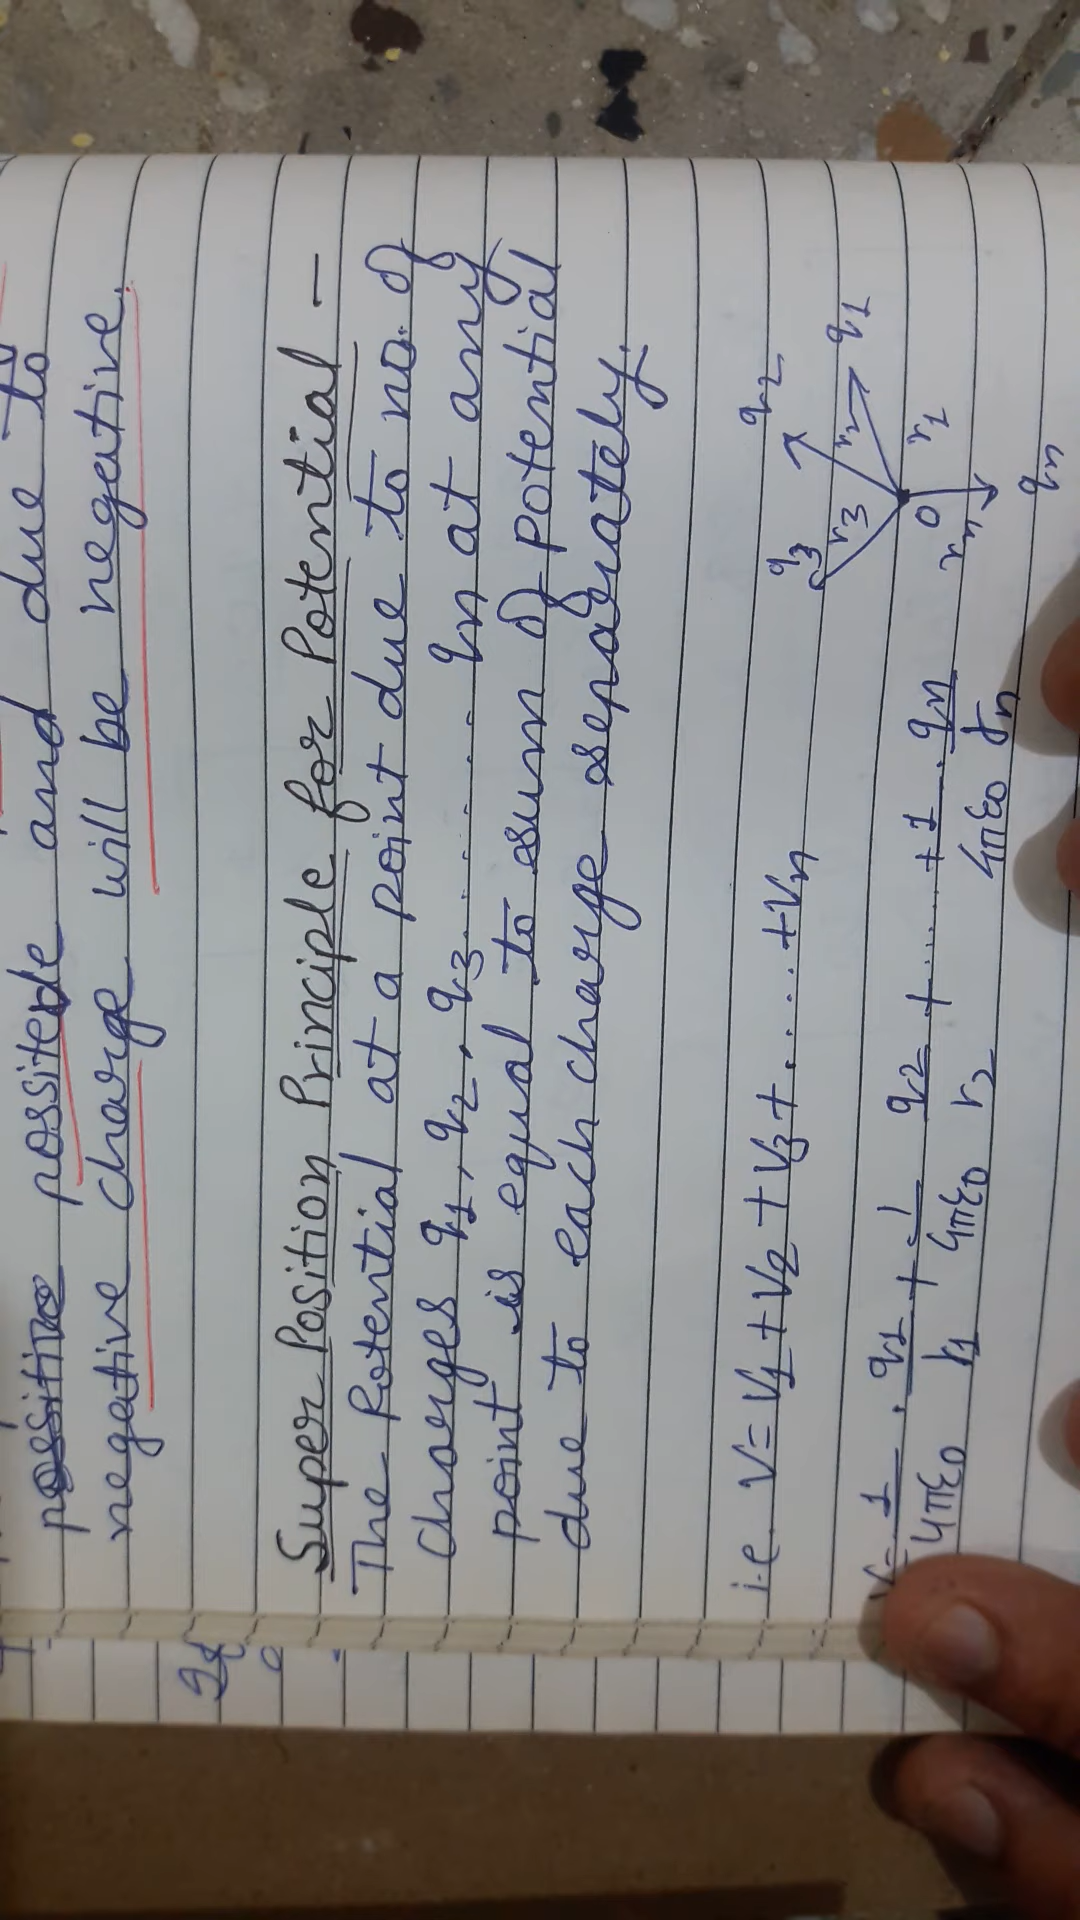 positive and due to
negative charge will be negative.
Super Position Principle for Potential -
The Potential at a point due to no. of
Charges q1, q2, q3....... qn at any
point is equal to sum of potential
due to each charge separately.
i.e. V = V1 + V2 + V3 + ..... + Vn
q3 q2
r3 r2 q1
V = 1/4πε0 . q1/r1 + 1/4πε0 q2/r2 + ...... + 1/4πε0 . qn/rn
O r1
rn
qn